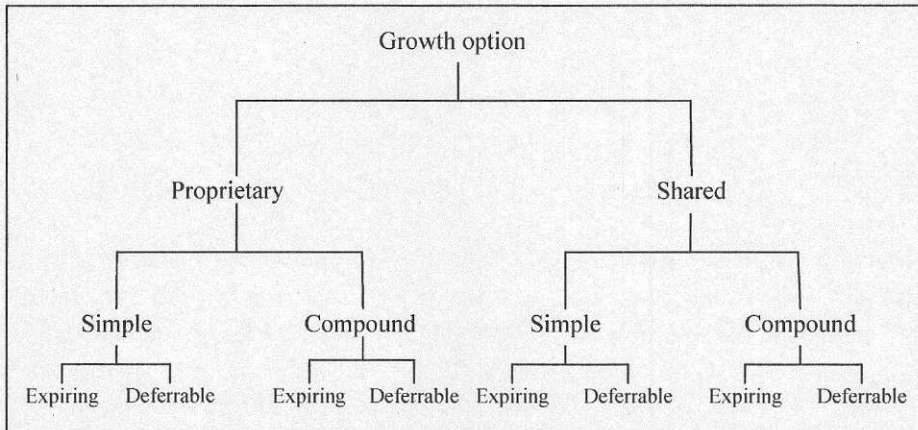 Growth option
Proprietary Shared
Simple Compound Simple Compound
Expiring Deferrable Expiring Deferrable Expiring Deferrable Expiring Deferrable